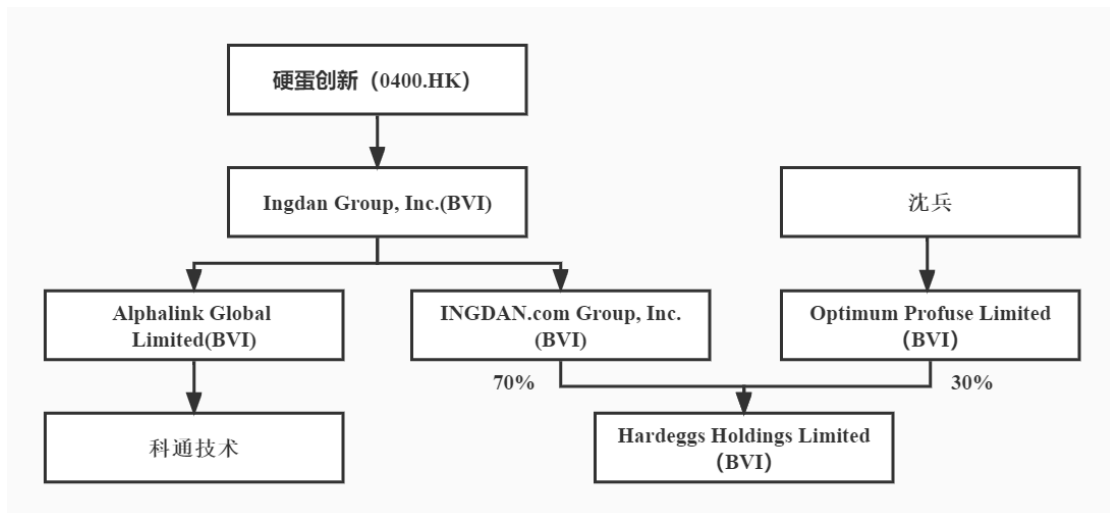 硬蛋创新（0400.HK）
Ingdan Group, Inc.(BVI)
沈兵
Alphalink Global
Limited(BVI)
INGDAN.com Group, Inc.
(BVI)
Optimum Profuse Limited
（BVI）
70%
30%
科通技术
Hardeggs Holdings Limited
（BVI）